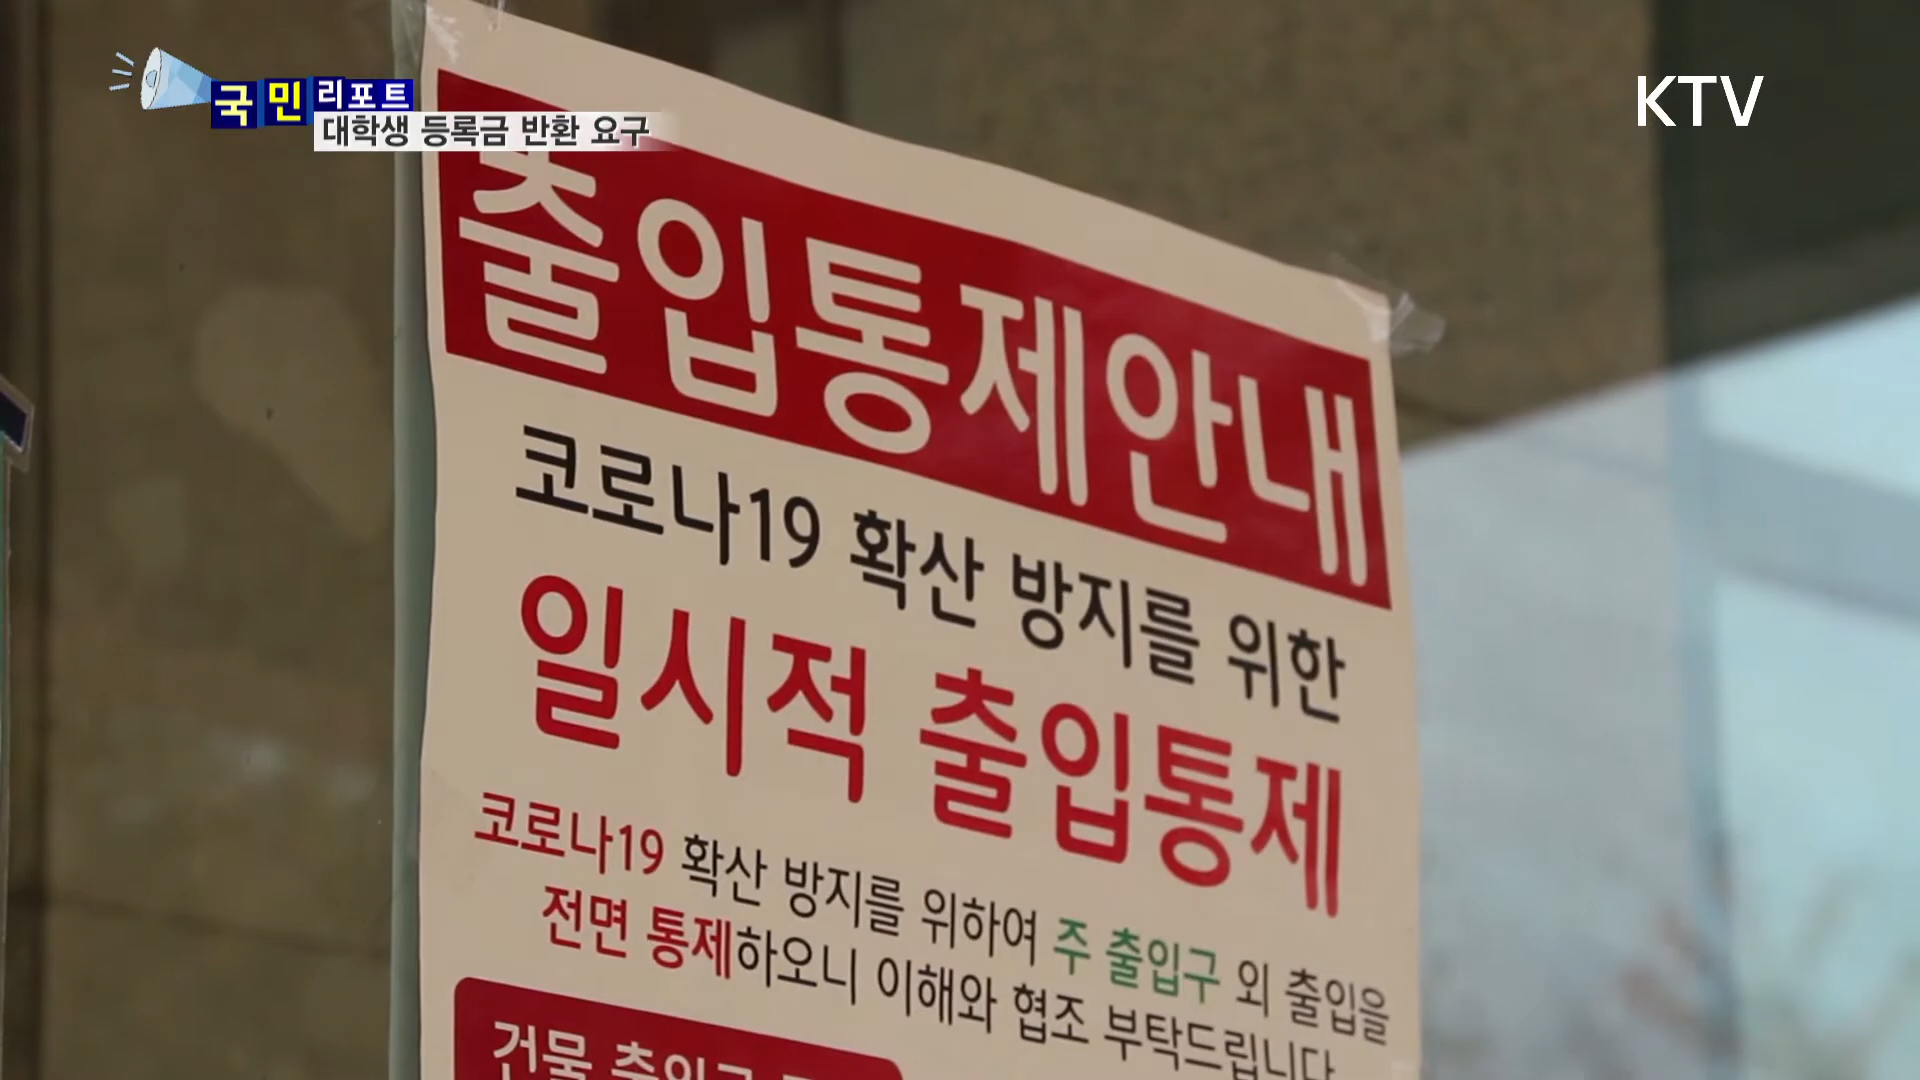 국민 리포트
KTV
대학생 등록금 반환 요구
출입통제안내
코로나19 확산 방지를 위한
일시적 출입통제
코로나19 확산 방지를 위하여 주 출입구 외 출입을
전면 통제하오니 이해와 협조 부탁드립니다
건물